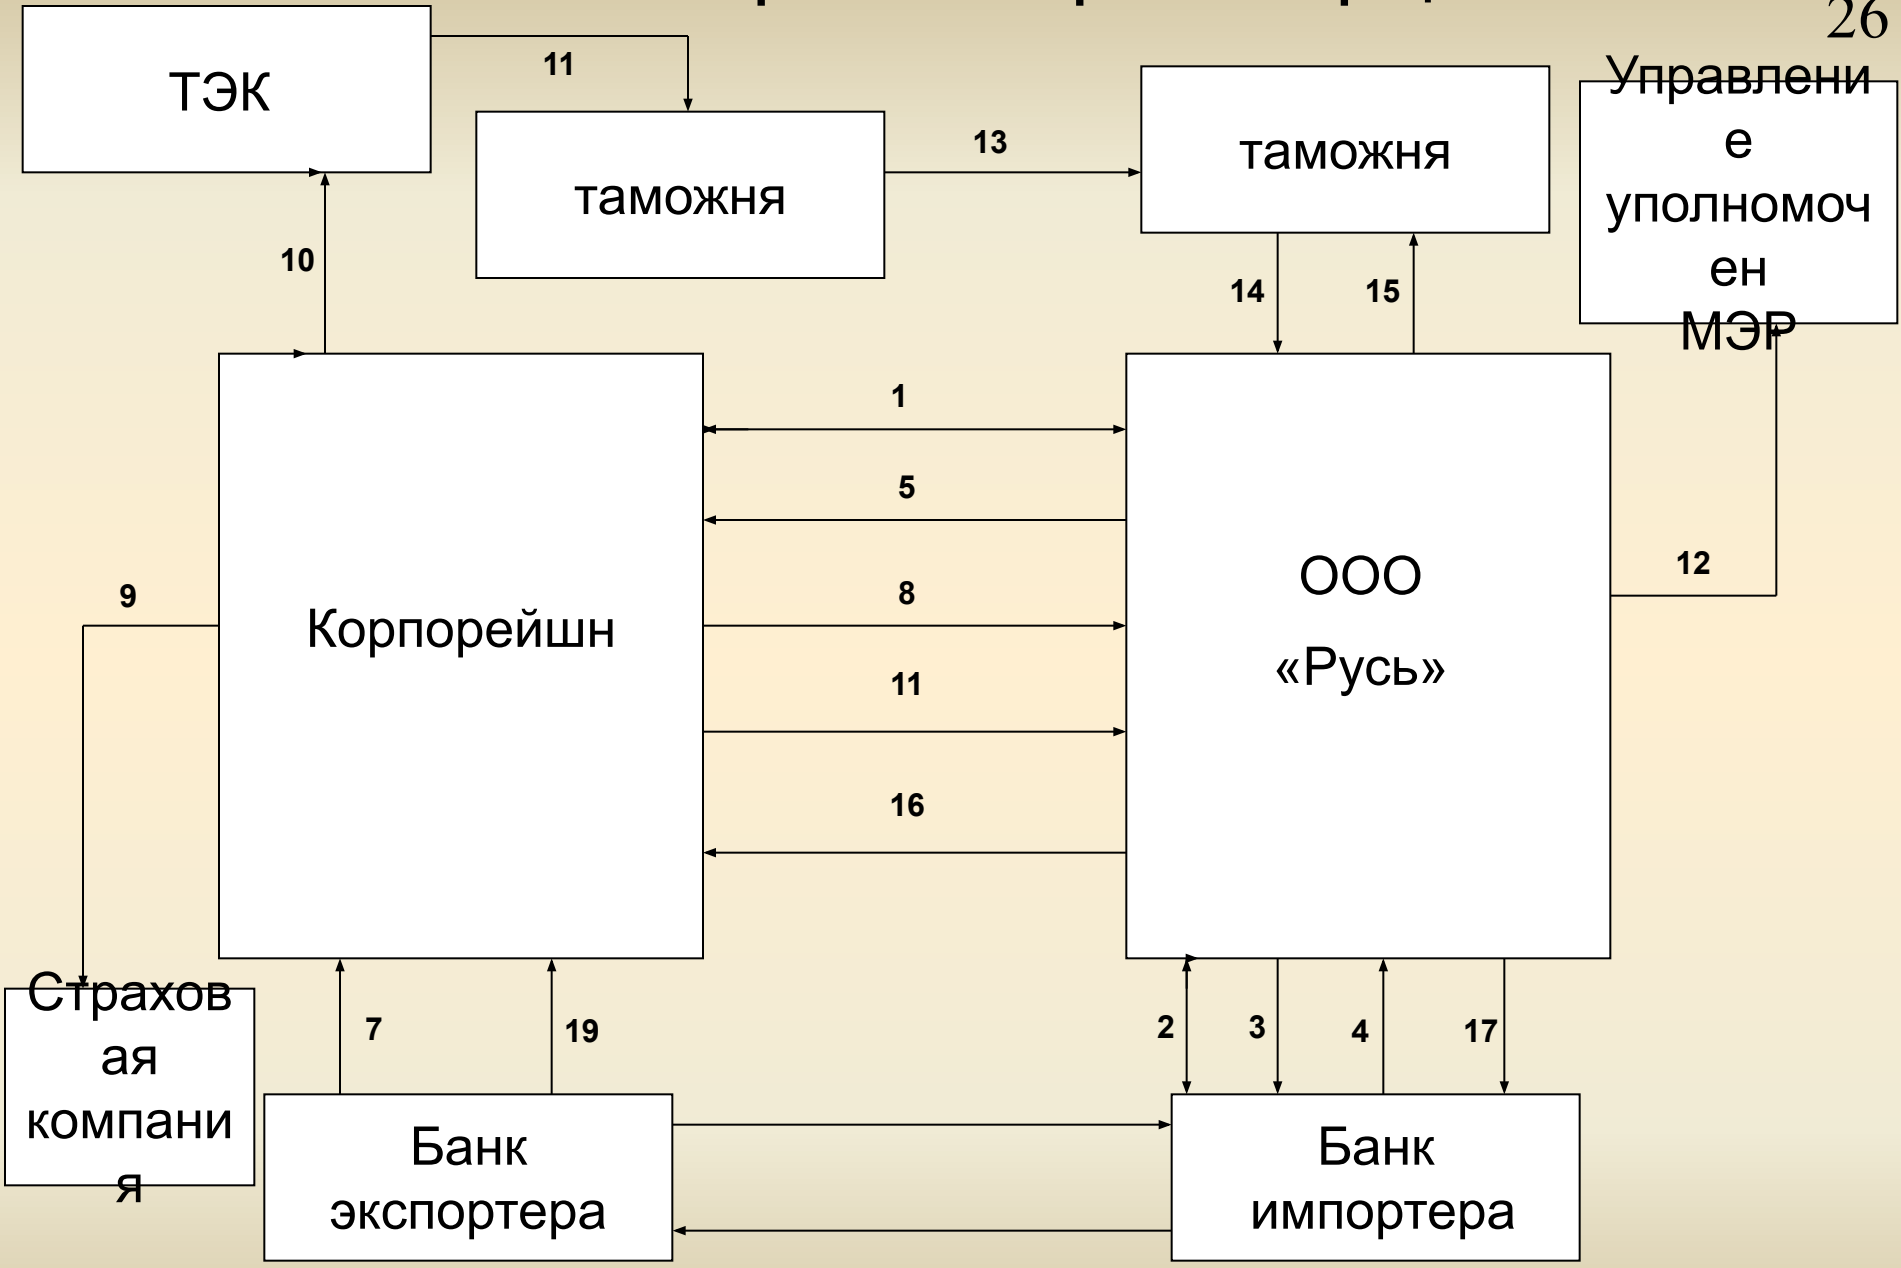 26
ТЭК
11
таможня
13
таможня
Управлени
е
уполномоч
ен
МЭР
10
14
15
1
5
8
11
16
Корпорейшн
ООО
«Русь»
12
9
Страхов
ая
компани
я
7
19
2
3
4
17
Банк
экспортера
Банк
импортера